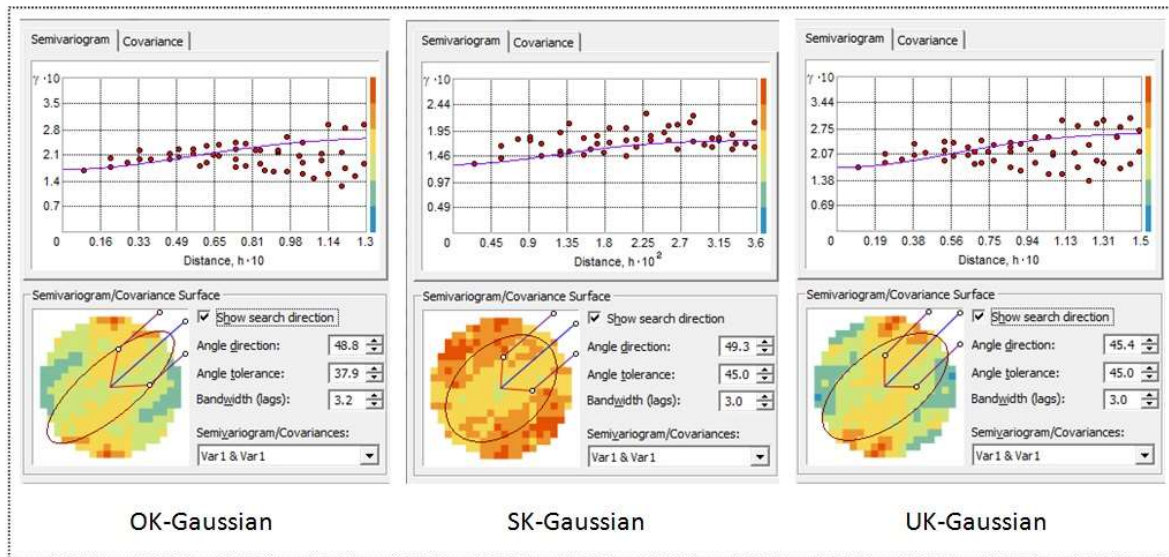 Semivariogram Covariance
γ·10
3.5
2.8
2.1
1.4
0.7
0 0.16 0.33 0.49 0.65 0.81 0.98 1.14 1.3
Distance, h·10
Semivariogram/Covariance Surface
Show search direction
Angle direction: 48.8
Angle tolerance: 37.9
Bandwidth (lags): 3.2
Semivariogram/Covariances:
Var1 & Var1
OK-Gaussian
Semivariogram Covariance
γ·10
2.44
1.95
1.46
0.97
0.49
0 0.45 0.9 1.35 1.8 2.25 2.7 3.15 3.6
Distance, h·10²
Semivariogram/Covariance Surface
Show search direction
Angle direction: 49.3
Angle tolerance: 45.0
Bandwidth (lags): 3.0
Semivariogram/Covariances:
Var1 & Var1
SK-Gaussian
Semivariogram Covariance
γ·10
3.44
2.75
2.07
1.38
0.69
0 0.19 0.38 0.56 0.75 0.94 1.13 1.31 1.5
Distance, h·10
Semivariogram/Covariance Surface
Show search direction
Angle direction: 45.4
Angle tolerance: 45.0
Bandwidth (lags): 3.0
Semivariogram/Covariances:
Var1 & Var1
UK-Gaussian